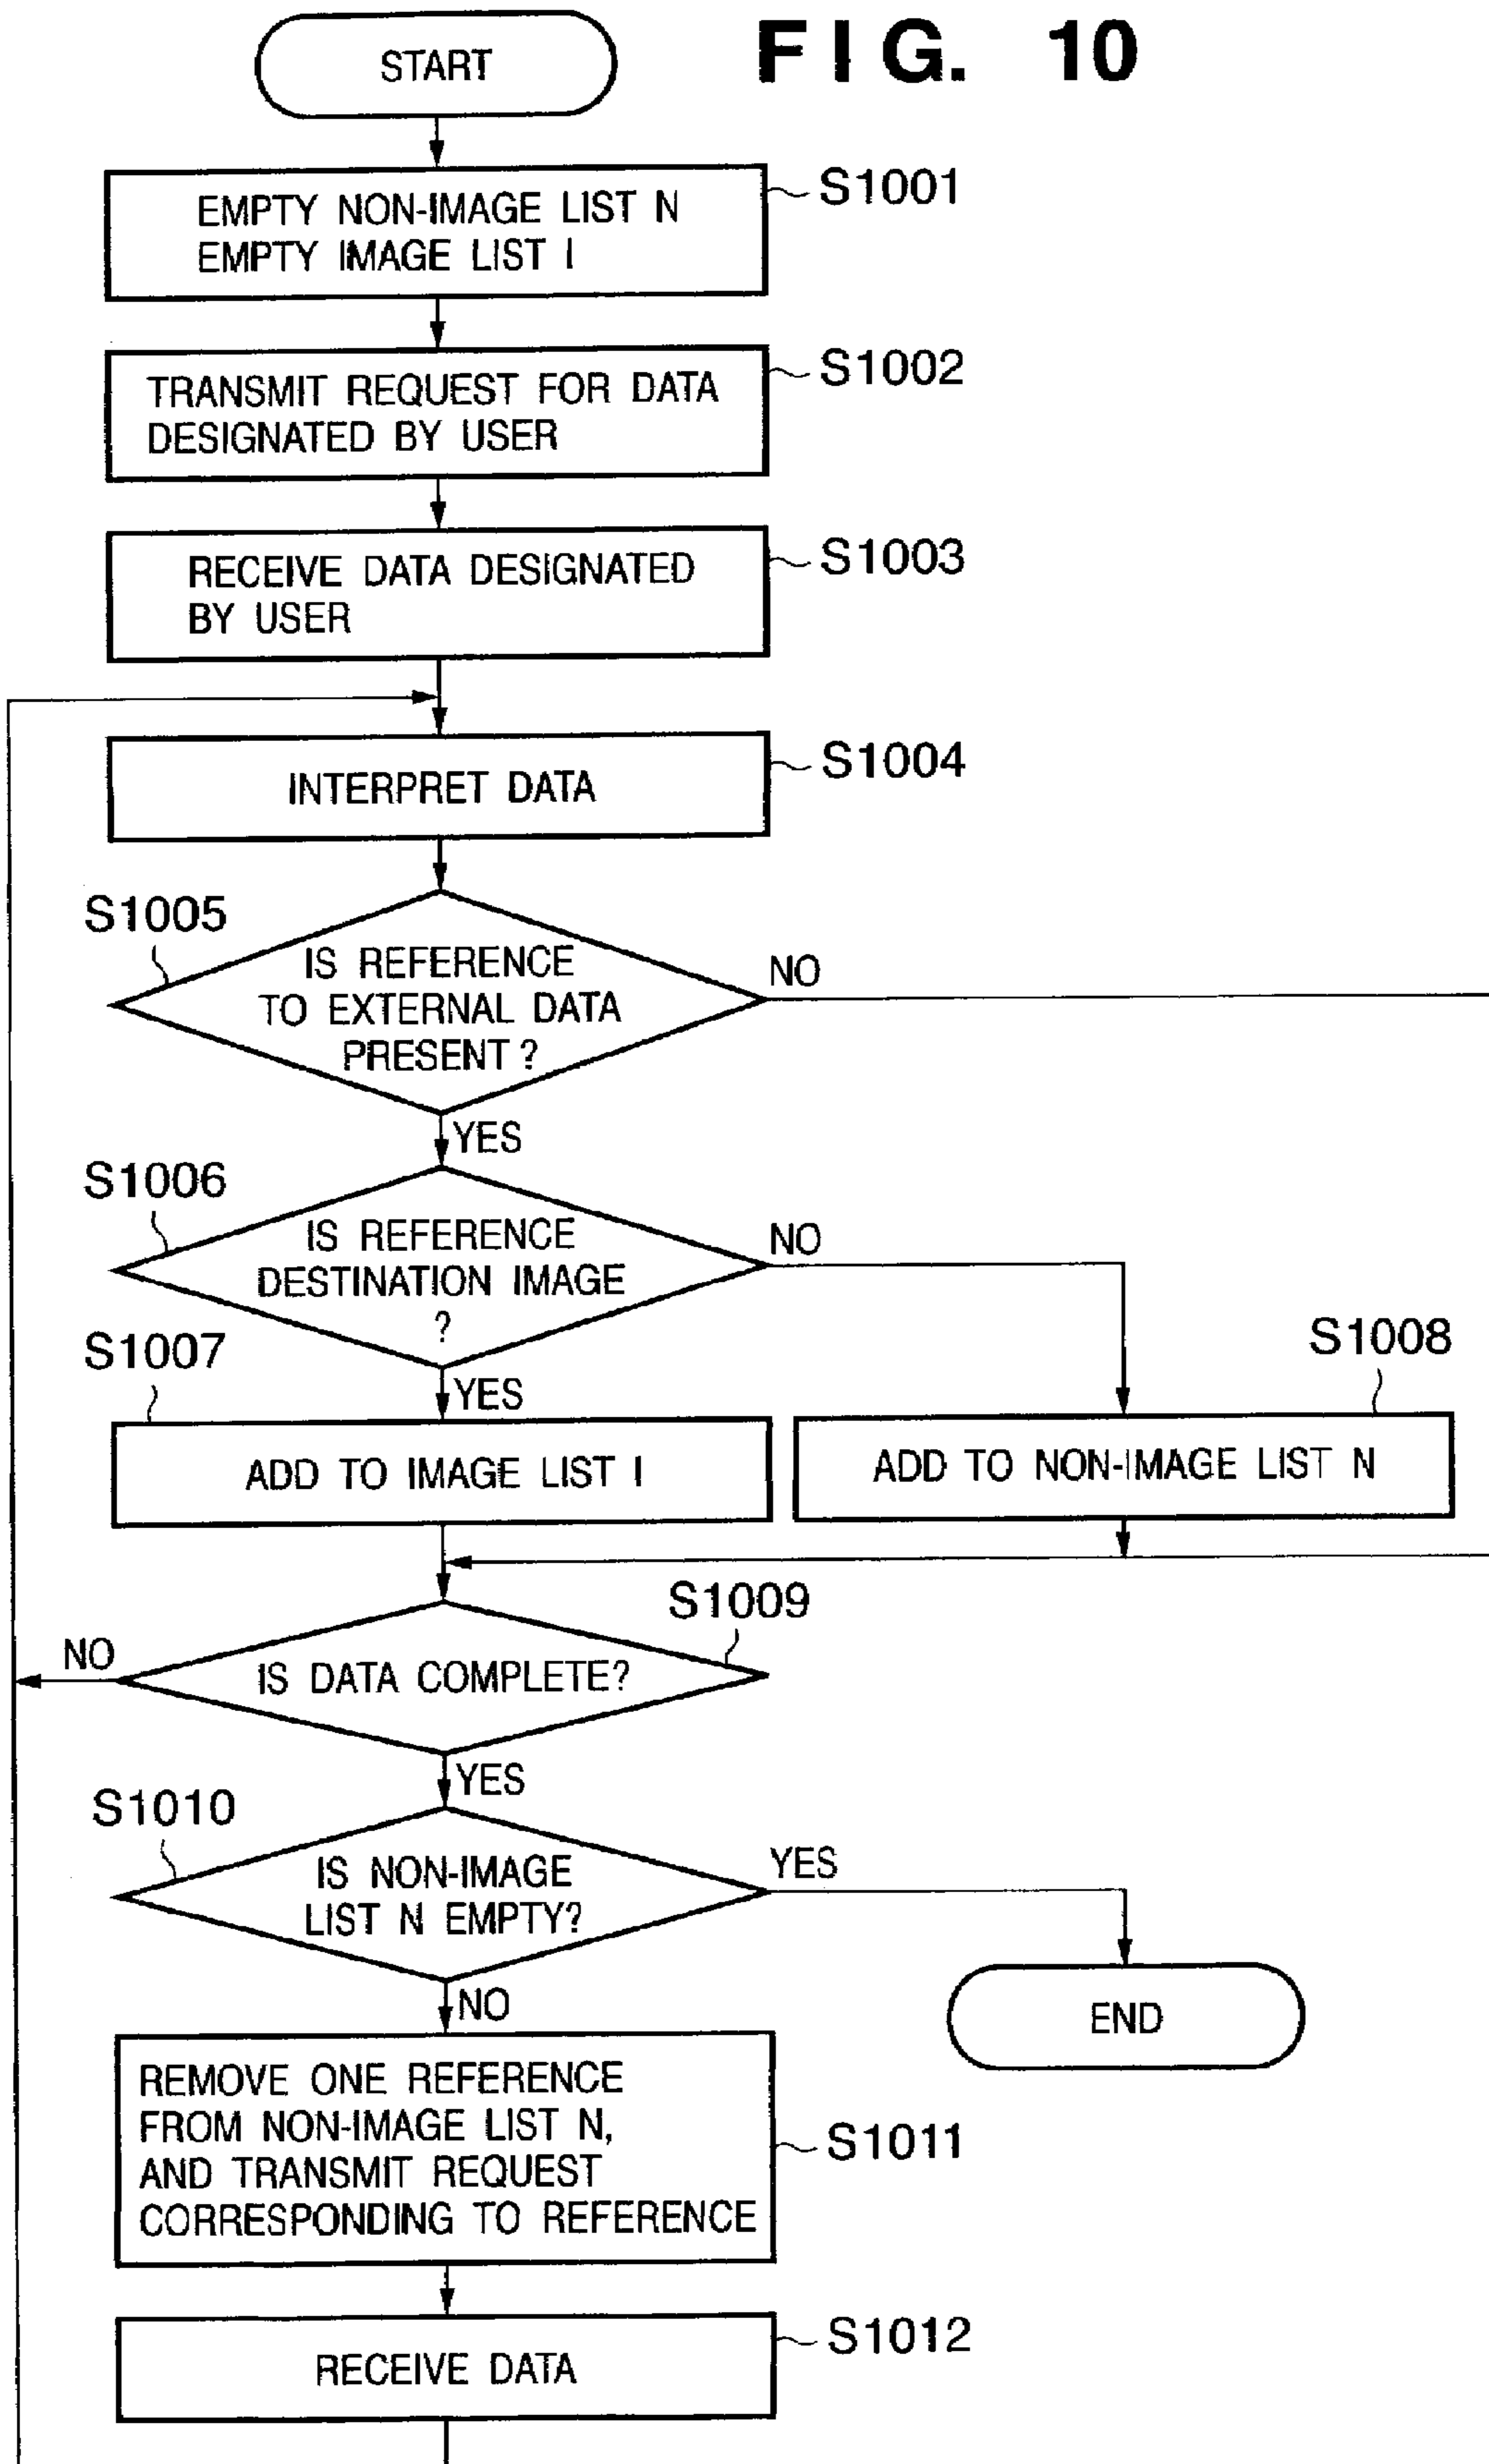 FIG. 10
START
EMPTY NON-IMAGE LIST N
EMPTY IMAGE LIST I
S1001
TRANSMIT REQUEST FOR DATA
DESIGNATED BY USER
S1002
RECEIVE DATA DESIGNATED
BY USER
S1003
INTERPRET DATA
S1004
S1005
IS REFERENCE
TO EXTERNAL DATA
PRESENT?
NO
YES
S1006
IS REFERENCE
DESTINATION IMAGE
?
NO
YES
S1007
ADD TO IMAGE LIST I
S1008
ADD TO NON-IMAGE LIST N
S1009
IS DATA COMPLETE?
NO
YES
S1010
IS NON-IMAGE
LIST N EMPTY?
YES
NO
END
REMOVE ONE REFERENCE
FROM NON-IMAGE LIST N,
AND TRANSMIT REQUEST
CORRESPONDING TO REFERENCE
S1011
RECEIVE DATA
S1012